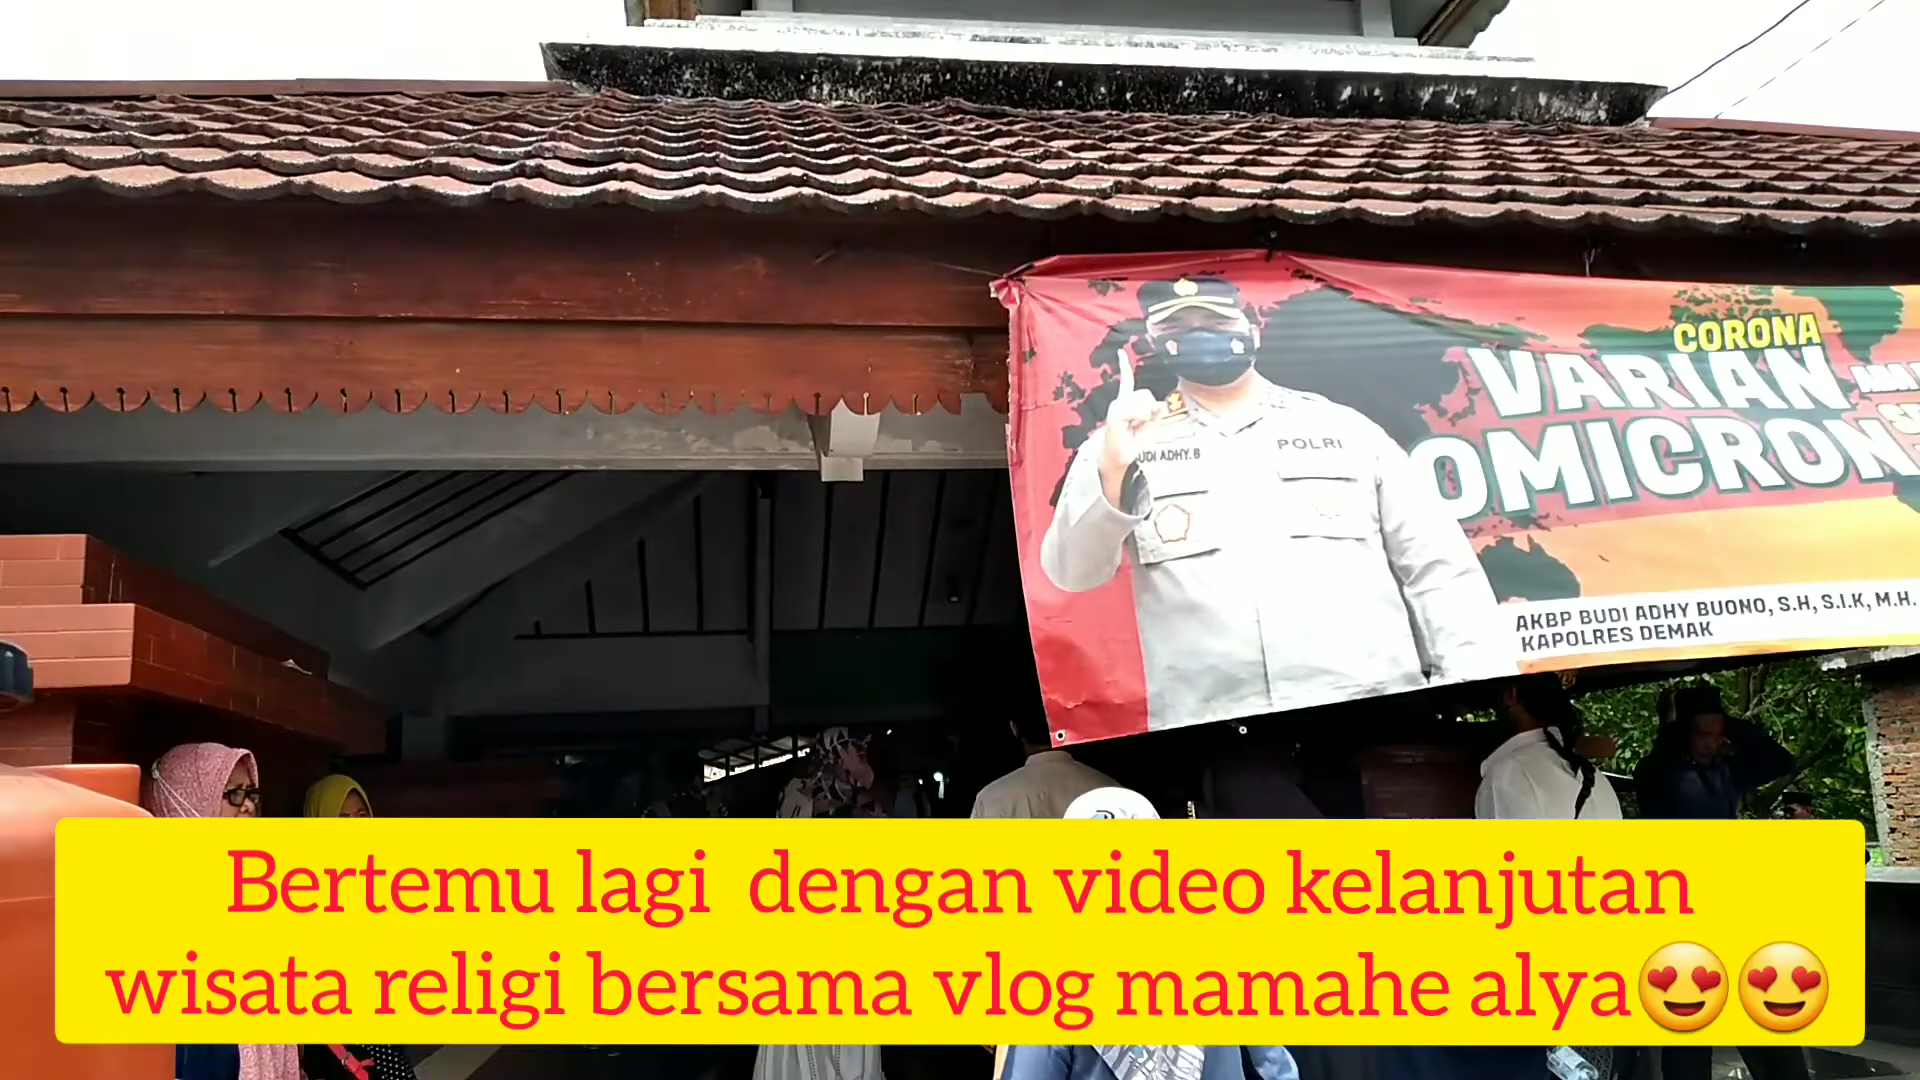 CORONA
VARIAN
OMICRON
POLRI
UDI ADHY. B
AKBP BUDI ADHY BUONO, S.H, S.I.K, M.H.
KAPOLRES DEMAK
Bertemu lagi dengan video kelanjutan
wisata religi bersama vlog mamahe alya😍😍